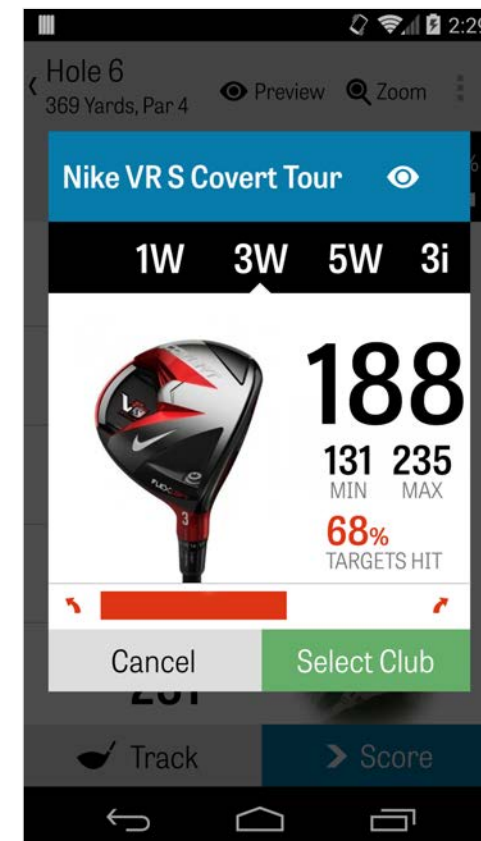 2:29
Hole 6
369 Yards, Par 4
Preview
Zoom
Nike VR S Covert Tour
1W 3W 5W 3i
188
131 235
MIN MAX
68%
TARGETS HIT
3
Cancel
Select Club
Track
Score